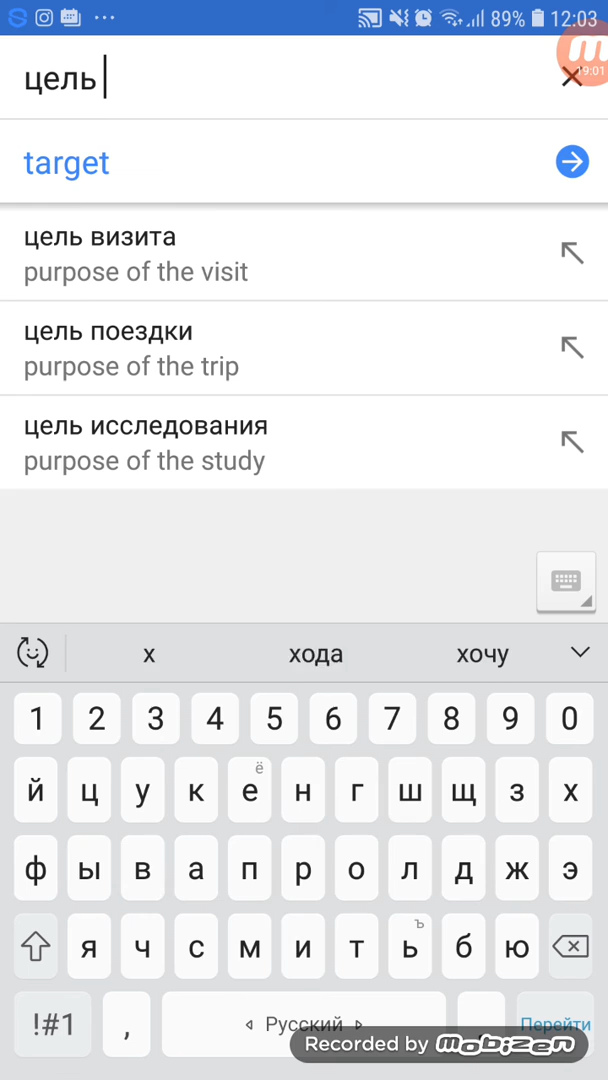 89% 12:03
19:01
цель
target
цель визита
purpose of the visit
цель поездки
purpose of the trip
цель исследования
purpose of the study
х хода хочу
1 2 3 4 5 6 7 8 9 0
ё
й ц у к е н г ш щ з х
ф ы в а п р о л д ж э
ъ
я ч с м и т ь б ю
!#1 , Русский . Перейти
Recorded by mobizen